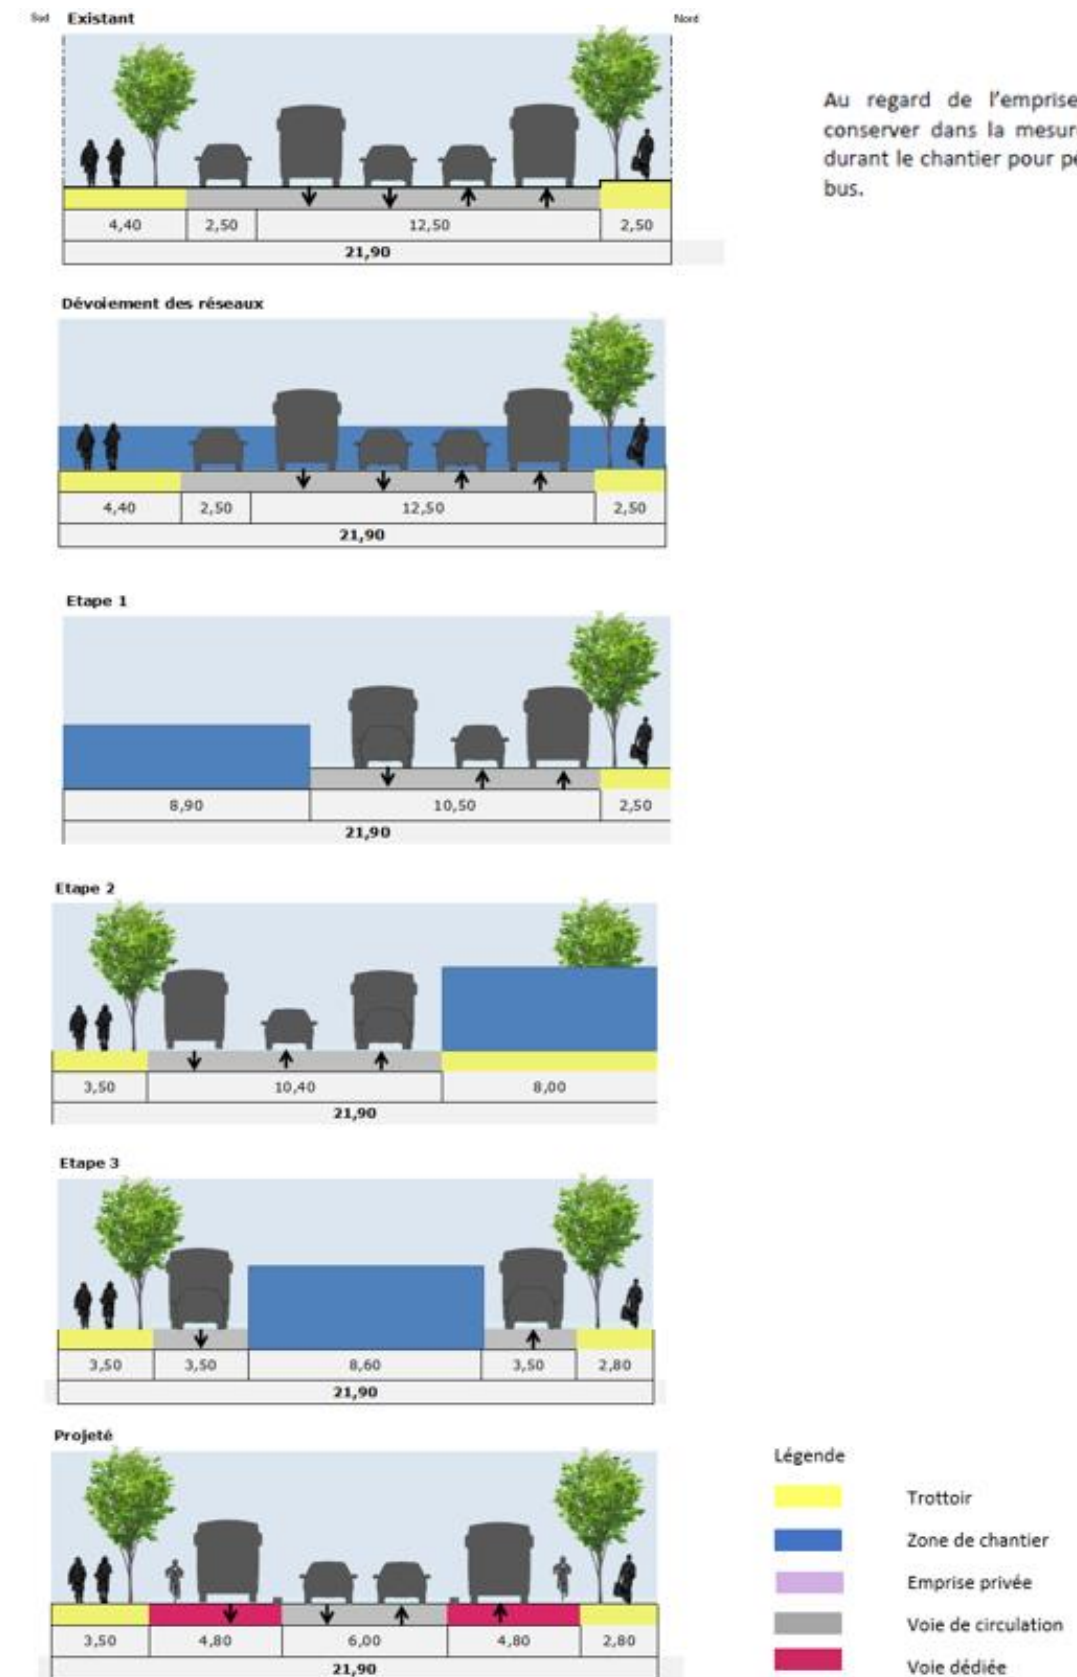 Sud Existant Nord
4,40 2,50 12,50 2,50
21,90
Au regard de l'emprise
conserver dans la mesur
durant le chantier pour p
bus.
Dévoiement des réseaux
4,40 2,50 12,50 2,50
21,90
Etape 1
8,90 10,50 2,50
21,90
Etape 2
3,50 10,40 8,00
21,90
Etape 3
3,50 3,50 8,60 3,50 2,80
21,90
Projeté
3,50 4,80 6,00 4,80 2,80
21,90
Légende
Trottoir
Zone de chantier
Emprise privée
Voie de circulation
Voie dédiée